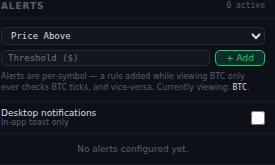 ALERTS 0 active
Price Above
Threshold ($)
+ Add
Alerts are per-symbol — a rule added while viewing BTC only
ever checks BTC ticks, and vice-versa. Currently viewing: BTC.
Desktop notifications
In-app toast only
No alerts configured yet.